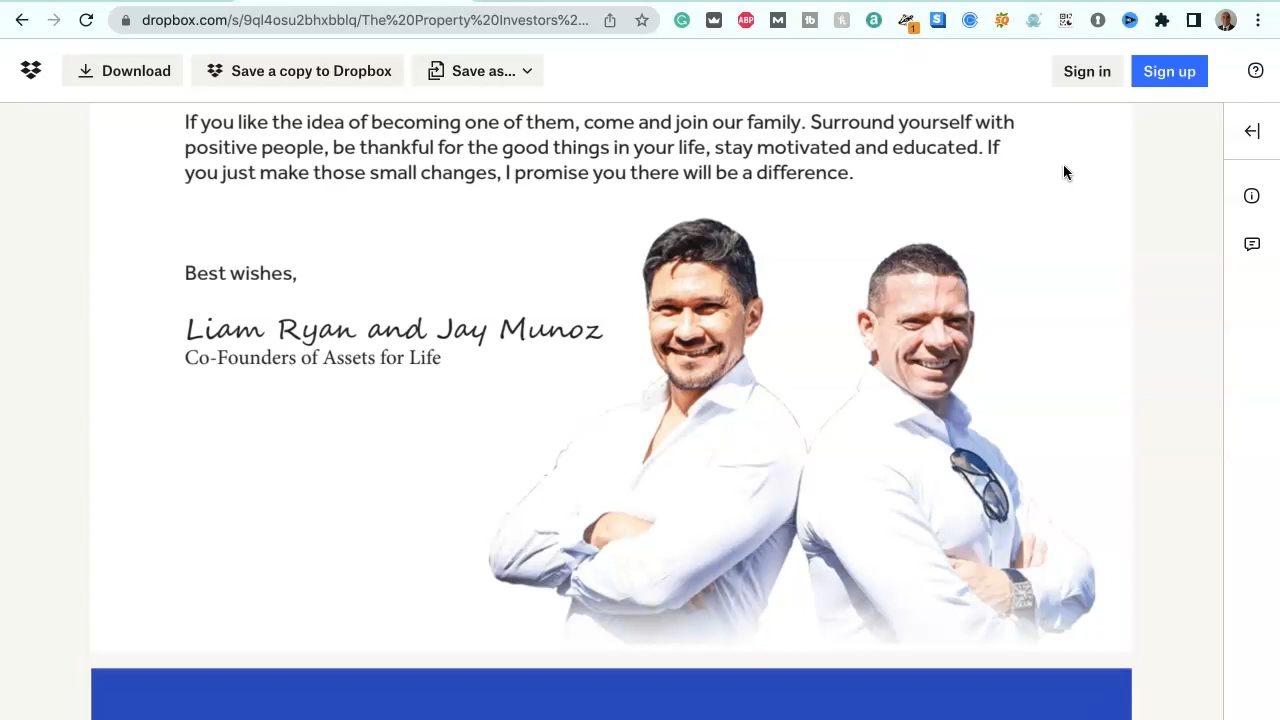 dropbox.com/s/9ql4osu2bhxbblq/The%20Property%20Investors%2...
Download
Save a copy to Dropbox
Save as...
Sign in
Sign up
If you like the idea of becoming one of them, come and join our family. Surround yourself with
positive people, be thankful for the good things in your life, stay motivated and educated. If
you just make those small changes, I promise you there will be a difference.
Best wishes,
Liam Ryan and Jay Munoz
Co-Founders of Assets for Life